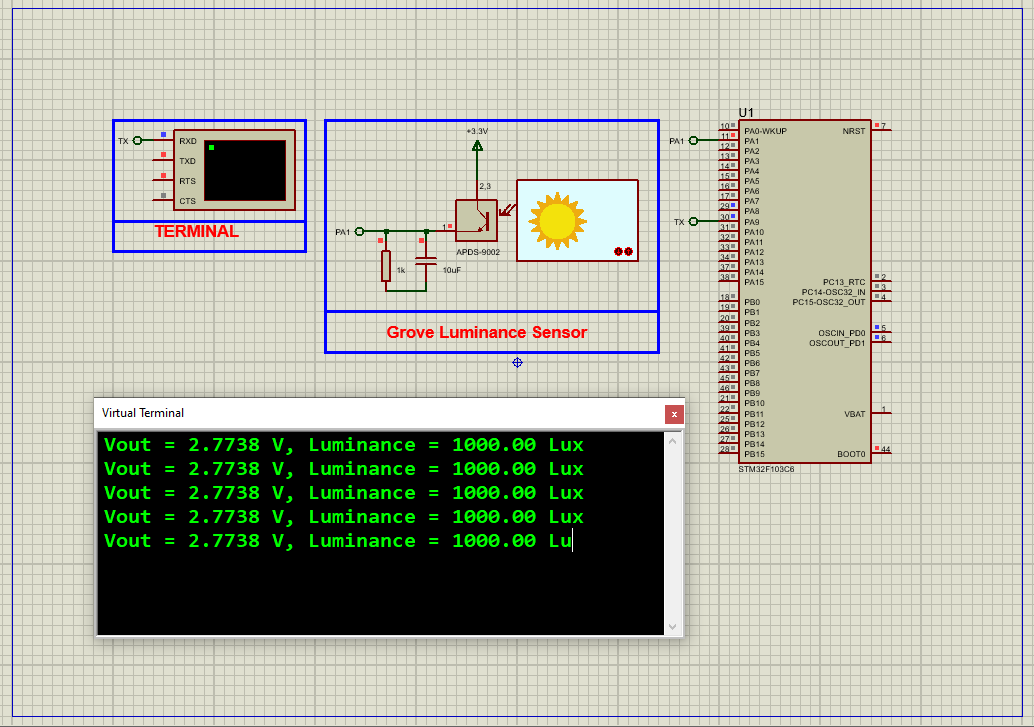 TX
RXD
TXD
RTS
CTS
TERMINAL
+3.3V
2,3
PA1
1
APDS-9002
1k
10uF
Grove Luminance Sensor
U1
PA1
TX
10 PA0-WKUP
11 PA1
12 PA2
13 PA3
14 PA4
15 PA5
16 PA6
17 PA7
29 PA8
30 PA9
31 PA10
32 PA11
33 PA12
34 PA13
37 PA14
38 PA15
18 PB0
19 PB1
20 PB2
39 PB3
40 PB4
41 PB5
42 PB6
43 PB7
45 PB8
46 PB9
21 PB10
22 PB11
25 PB12
26 PB13
27 PB14
28 PB15
NRST 7
PC13_RTC 2
PC14-OSC32_IN 3
PC15-OSC32_OUT 4
OSCIN_PD0 5
OSCOUT_PD1 6
VBAT 1
BOOT0 44
STM32F103C6
Virtual Terminal
x
Vout = 2.7738 V, Luminance = 1000.00 Lux
Vout = 2.7738 V, Luminance = 1000.00 Lux
Vout = 2.7738 V, Luminance = 1000.00 Lux
Vout = 2.7738 V, Luminance = 1000.00 Lux
Vout = 2.7738 V, Luminance = 1000.00 Lu